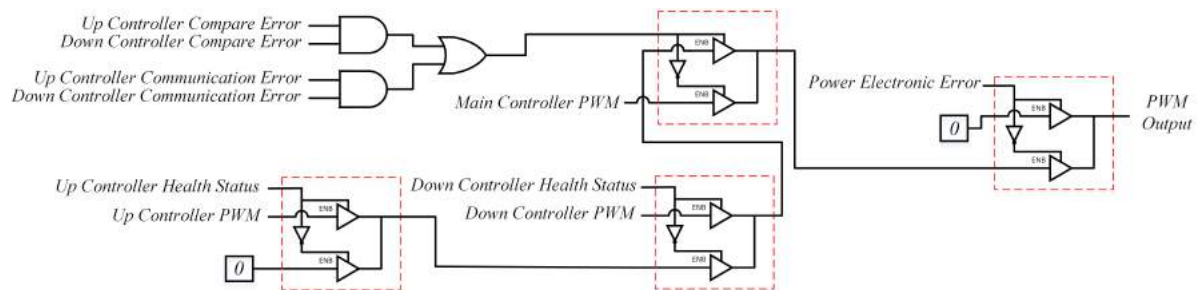 Up Controller Compare Error
Down Controller Compare Error
Up Controller Communication Error
Down Controller Communication Error
ENB
ENB
Main Controller PWM
Power Electronic Error
PWM
Output
0
ENB
ENB
Up Controller Health Status
Up Controller PWM
ENB
ENB
0
Down Controller Health Status
Down Controller PWM
ENB
ENB